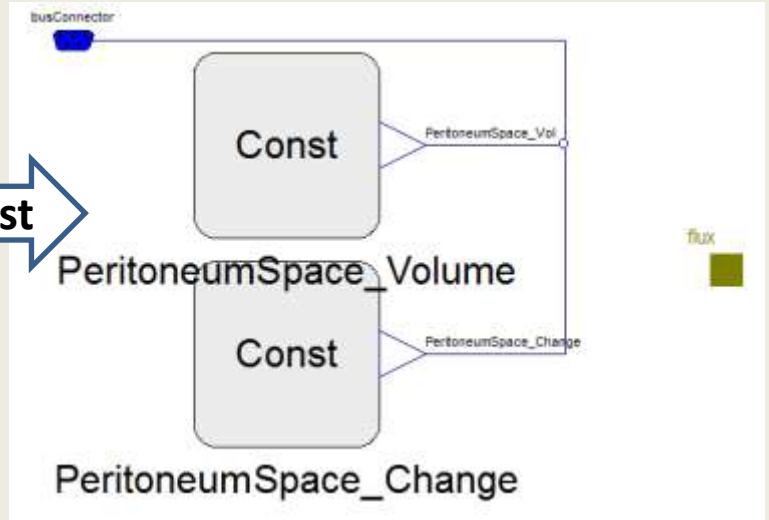 busConnector
Const
PeritoneumSpace_Vol
st
flux
PeritoneumSpace_Volume
Const
PeritoneumSpace_Change
PeritoneumSpace_Change